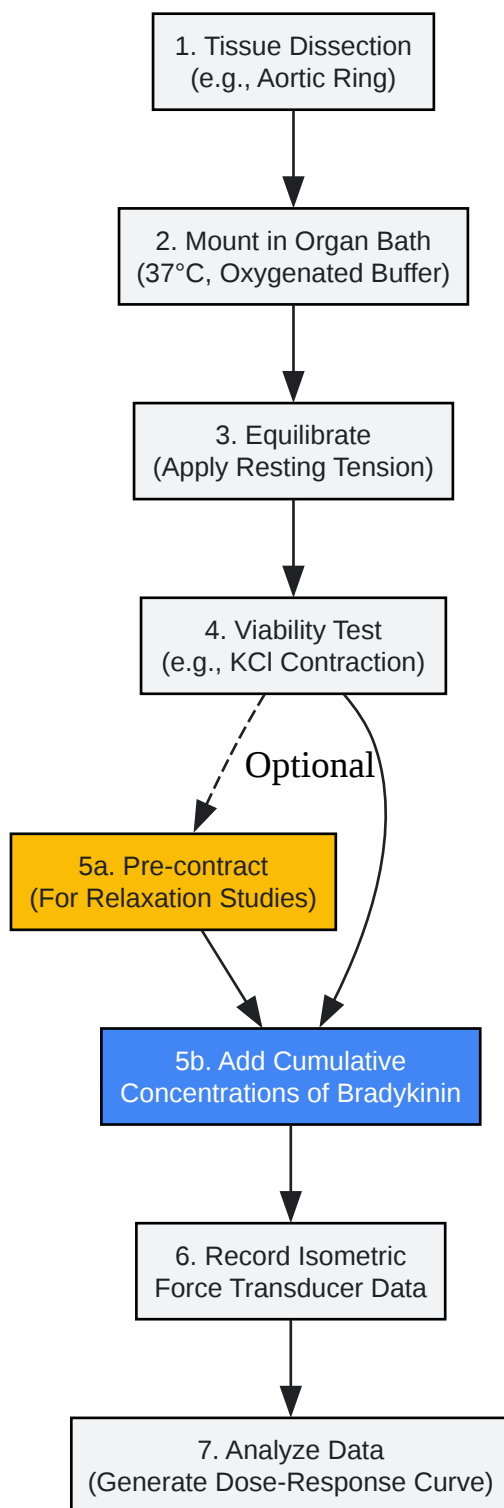 1. Tissue Dissection
(e.g., Aortic Ring)
2. Mount in Organ Bath
(37°C, Oxygenated Buffer)
3. Equilibrate
(Apply Resting Tension)
4. Viability Test
(e.g., KCl Contraction)
Optional
5a. Pre-contract
(For Relaxation Studies)
5b. Add Cumulative
Concentrations of Bradykinin
6. Record Isometric
Force Transducer Data
7. Analyze Data
(Generate Dose-Response Curve)